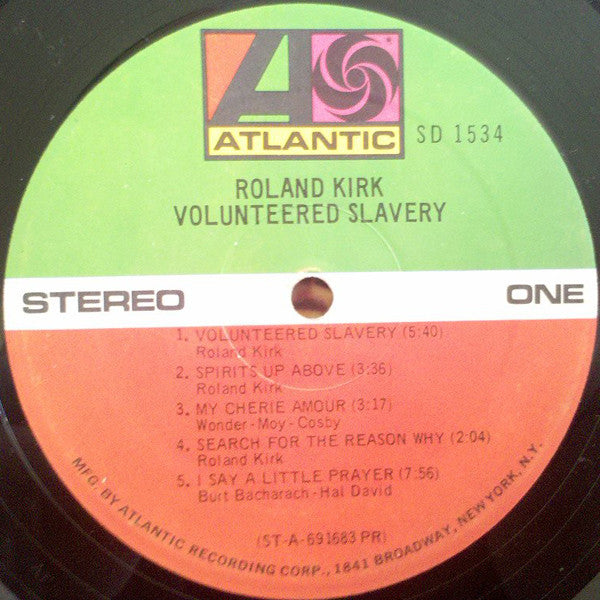 ATLANTIC
SD 1534
ROLAND KIRK
VOLUNTEERED SLAVERY
STEREO
ONE
1. VOLUNTEERED SLAVERY (5:40)
Roland Kirk
2. SPIRITS UP ABOVE (3:36)
Roland Kirk
3. MY CHERIE AMOUR (3:17)
Wonder-Moy-Cosby
4. SEARCH FOR THE REASON WHY (2:04)
Roland Kirk
5. I SAY A LITTLE PRAYER (7:56)
Burt Bacharach-Hal David
(ST-A-691683 PR)
MFG. BY ATLANTIC RECORDING CORP., 1841 BROADWAY, NEW YORK, N.Y.